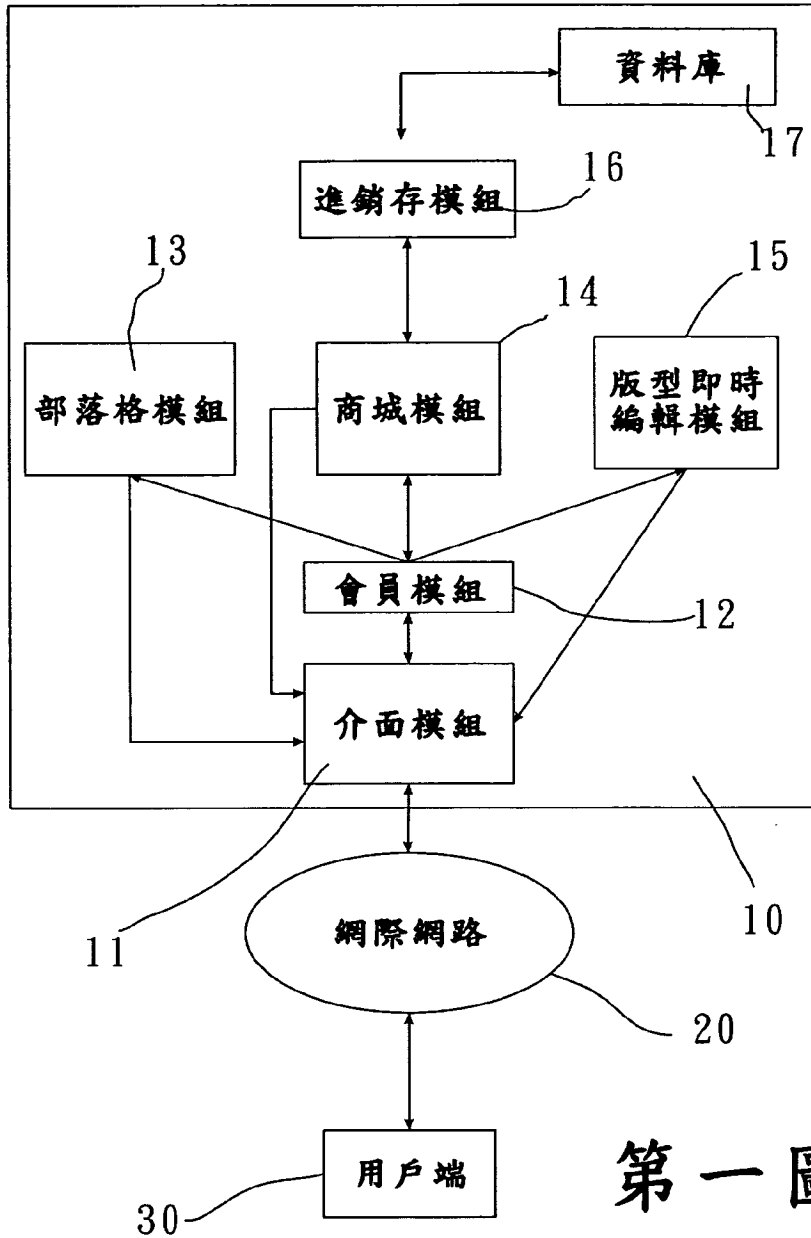 資料庫
17
進銷存模組
16
13
14
15
部落格模組
商城模組
版型即時
編輯模組
會員模組
12
介面模組
11
10
網際網路
20
用戶端
30
第一圖